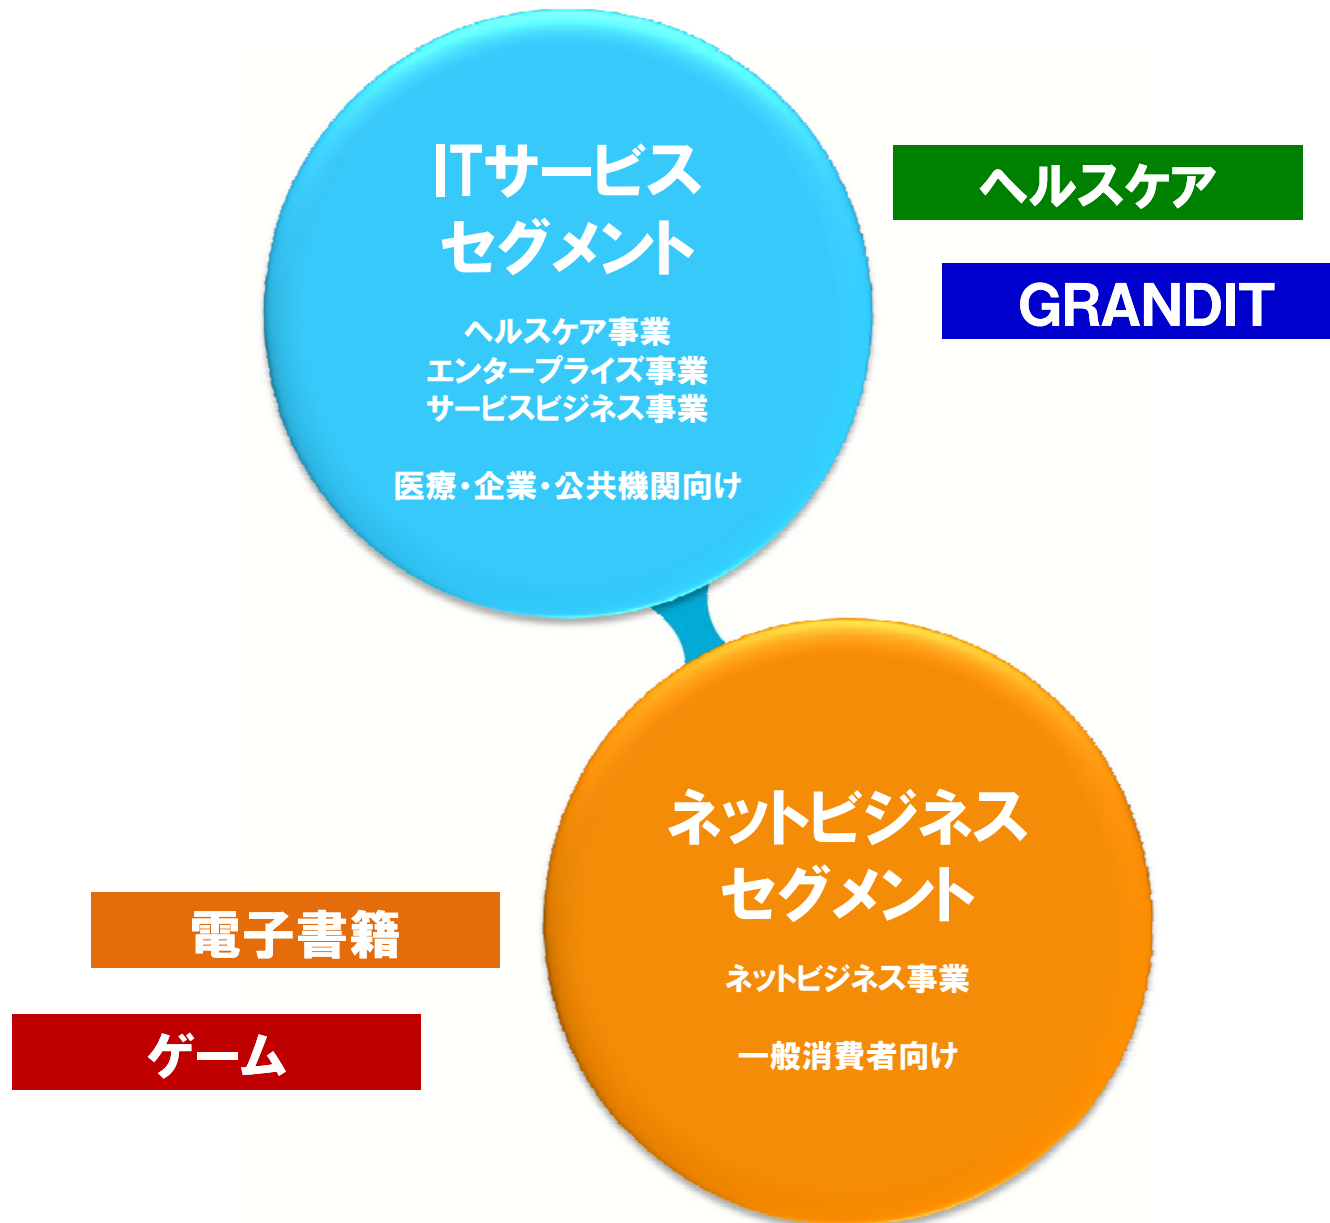 ITサービス
セグメント
ヘルスケア事業
エンタープライズ事業
サービスビジネス事業
医療・企業・公共機関向け
ヘルスケア
GRANDIT
ネットビジネス
セグメント
ネットビジネス事業
一般消費者向け
電子書籍
ゲーム